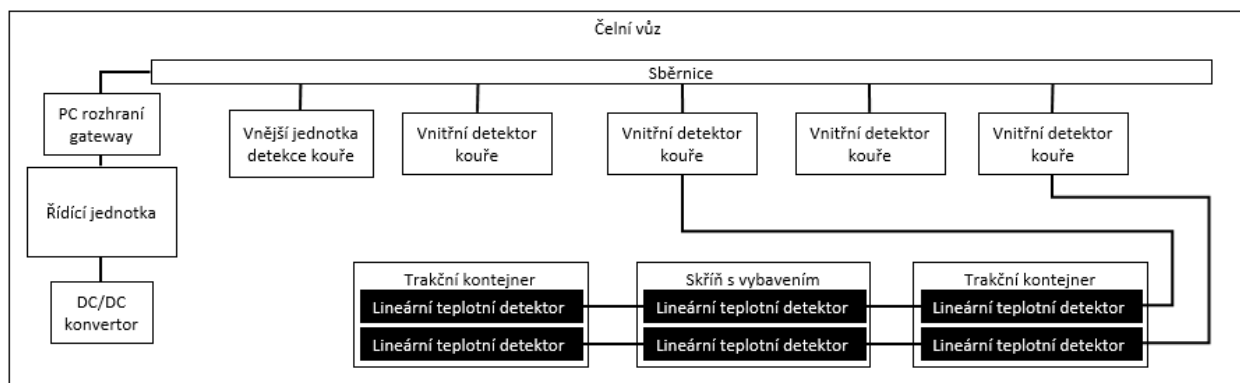 Čelní vůz
Sběrnice
PC rozhraní
gateway
Vnější jednotka
detekce kouře
Vnitřní detektor
kouře
Vnitřní detektor
kouře
Vnitřní detektor
kouře
Vnitřní detektor
kouře
Řídící jednotka
DC/DC
konvertor
Trakční kontejner
Lineární teplotní detektor
Lineární teplotní detektor
Skříň s vybavením
Lineární teplotní detektor
Lineární teplotní detektor
Trakční kontejner
Lineární teplotní detektor
Lineární teplotní detektor